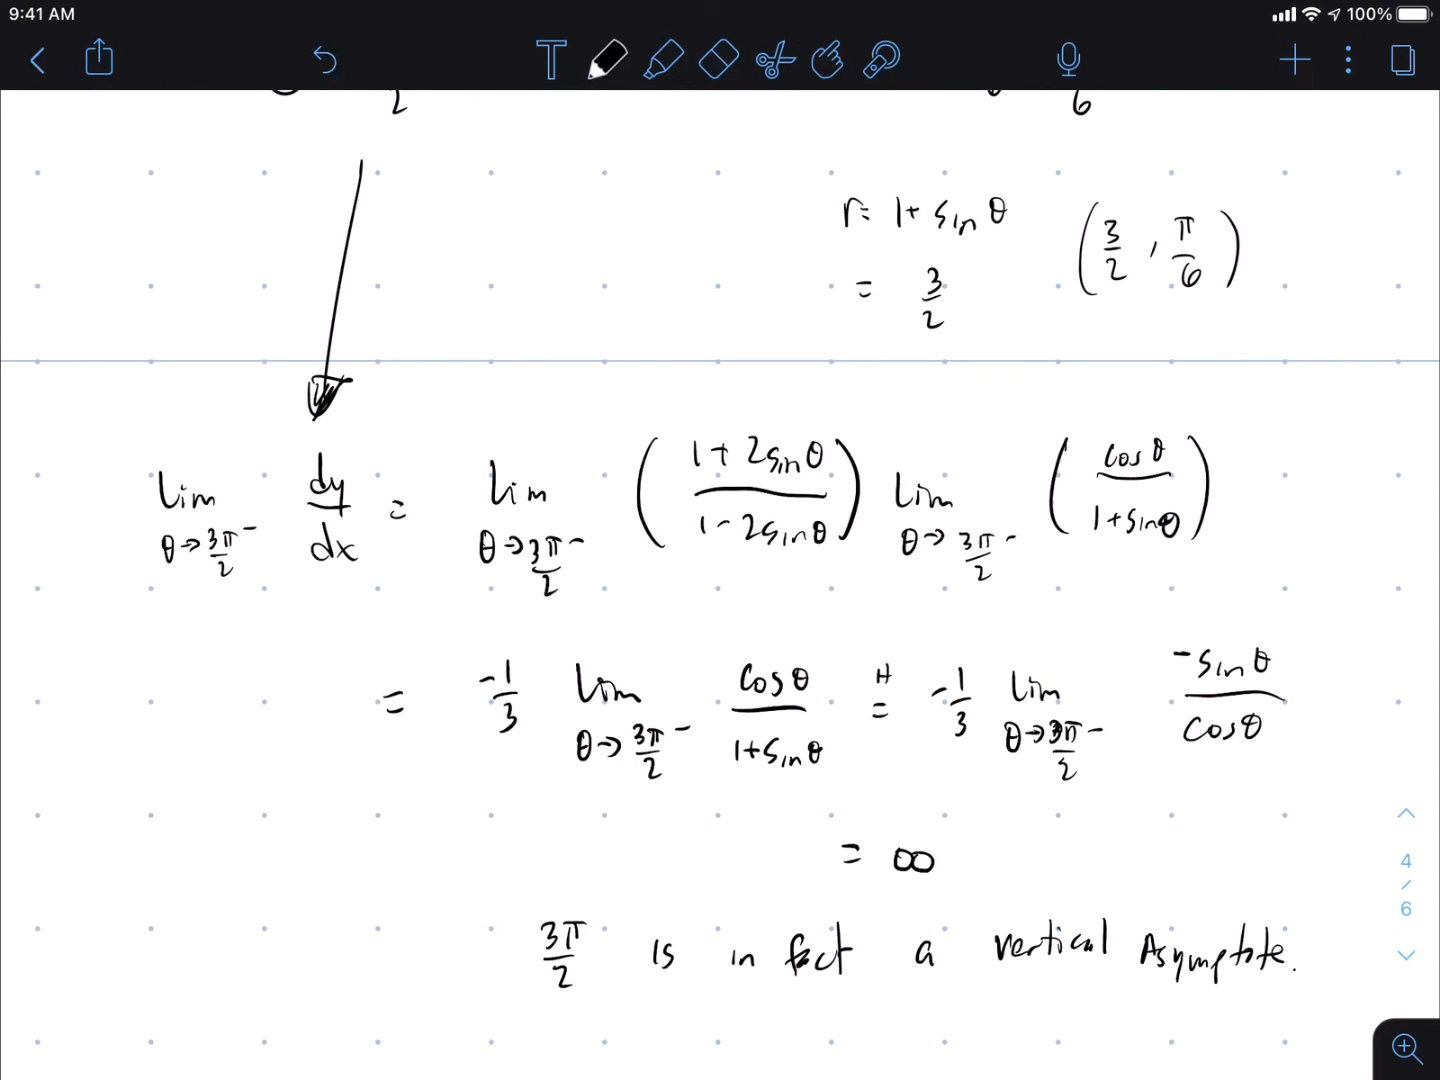 9:41 AM 100%
T
2 6
r = 1 + sin θ (3/2, π/6)
= 3/2
lim θ→3π/2⁻ dy/dx = lim θ→3π/2⁻ ((1 + 2sin θ)/(1 - 2sin θ)) lim θ→3π/2⁻ (cos θ/(1 + sin θ))
= -1/3 lim θ→3π/2⁻ cos θ/(1 + sin θ) =ᴴ -1/3 lim θ→3π/2⁻ -sin θ/cos θ
= ∞
3π/2 is in fact a vertical Asymptote.
4
/
6